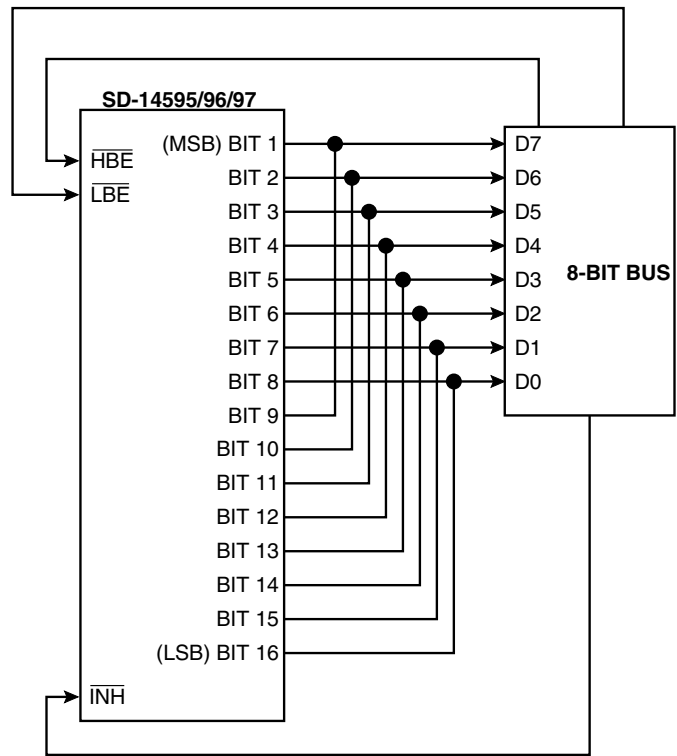 SD-14595/96/97
HBE
LBE
INH
(MSB) BIT 1
BIT 2
BIT 3
BIT 4
BIT 5
BIT 6
BIT 7
BIT 8
BIT 9
BIT 10
BIT 11
BIT 12
BIT 13
BIT 14
BIT 15
(LSB) BIT 16
D7
D6
D5
D4
D3
D2
D1
D0
8-BIT BUS